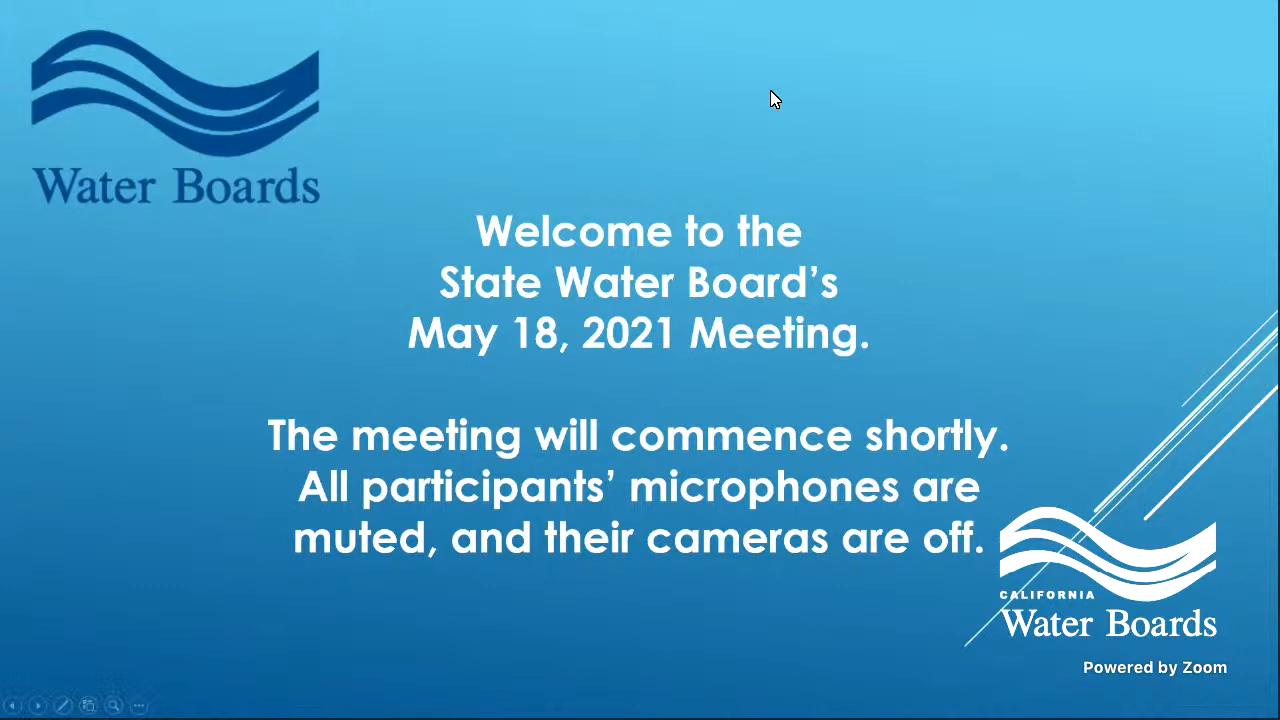 Water Boards
Welcome to the
State Water Board’s
May 18, 2021 Meeting.
The meeting will commence shortly.
All participants’ microphones are
muted, and their cameras are off.
CALIFORNIA
Water Boards
Powered by Zoom